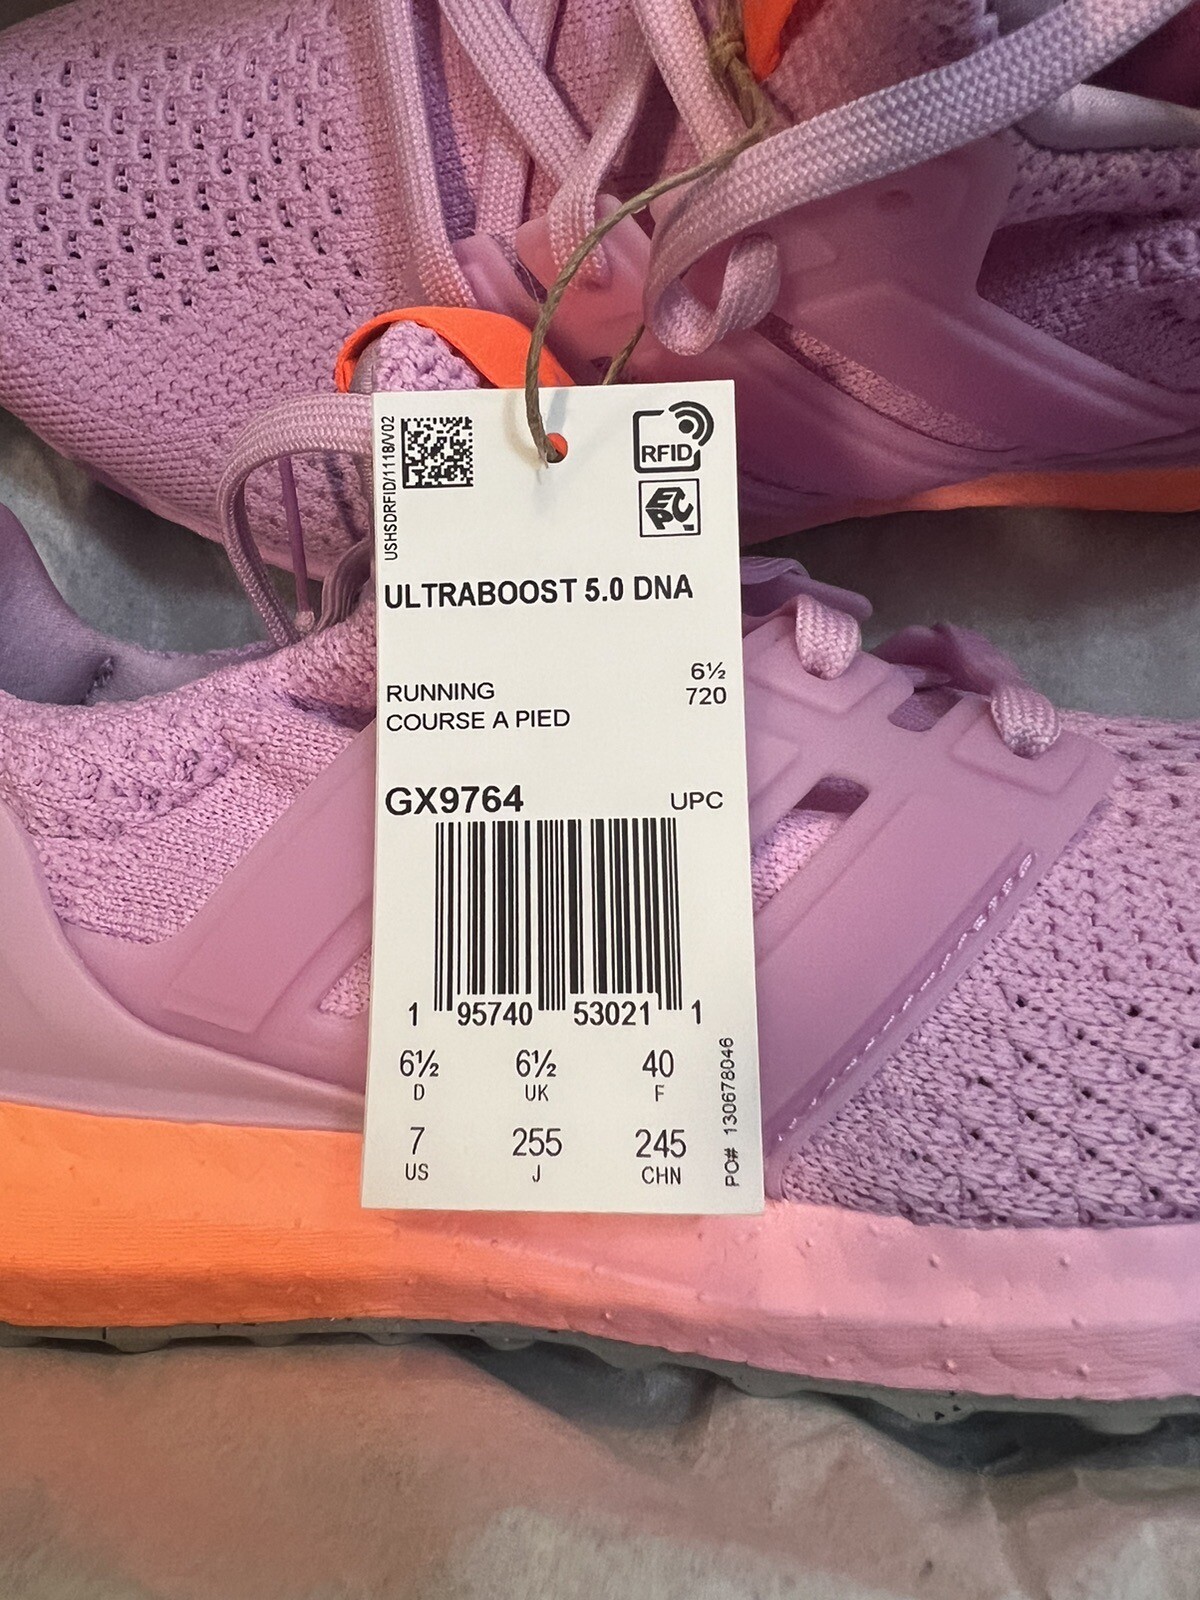 USHSDRFID/1118/V02
RFID
EPC
ULTRABOOST 5.0 DNA
6½
RUNNING 720
COURSE A PIED
GX9764 UPC
1 95740 53021 1
6½ 6½ 40
D UK F
7 255 245
US J CHN
PO# 130678046